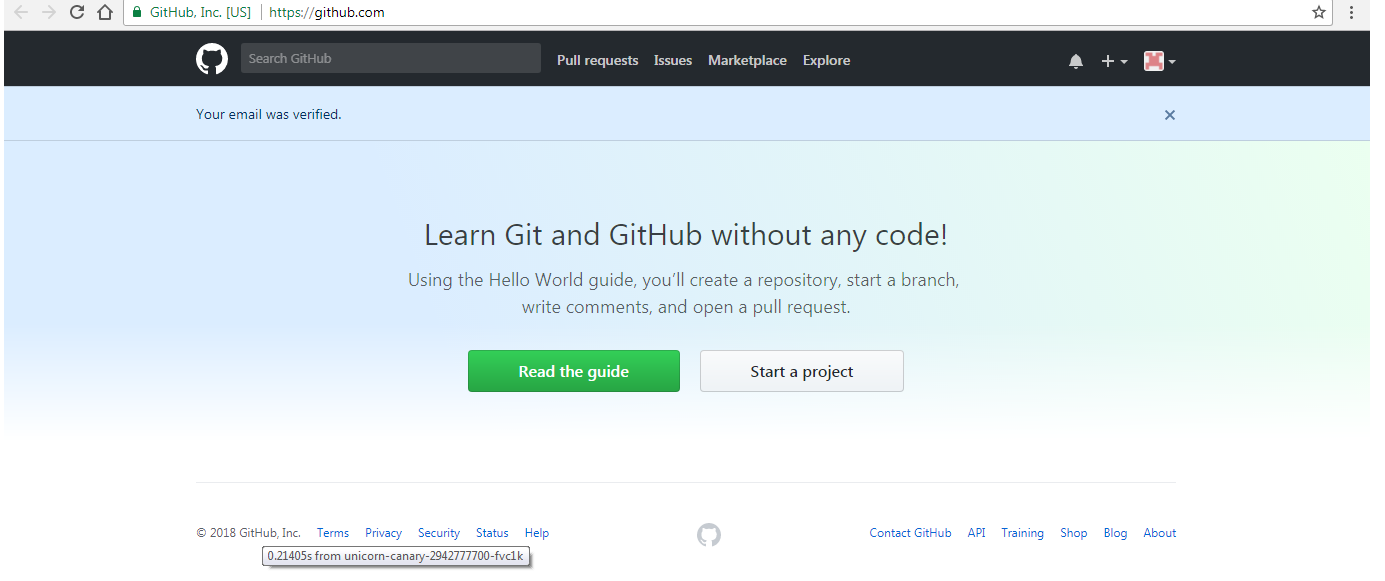 GitHub, Inc. [US] https://github.com
Search GitHub Pull requests Issues Marketplace Explore
Your email was verified.
Learn Git and GitHub without any code!
Using the Hello World guide, you’ll create a repository, start a branch,
write comments, and open a pull request.
Read the guide Start a project
© 2018 GitHub, Inc. Terms Privacy Security Status Help Contact GitHub API Training Shop Blog About
0.21405s from unicorn-canary-2942777700-fvc1k